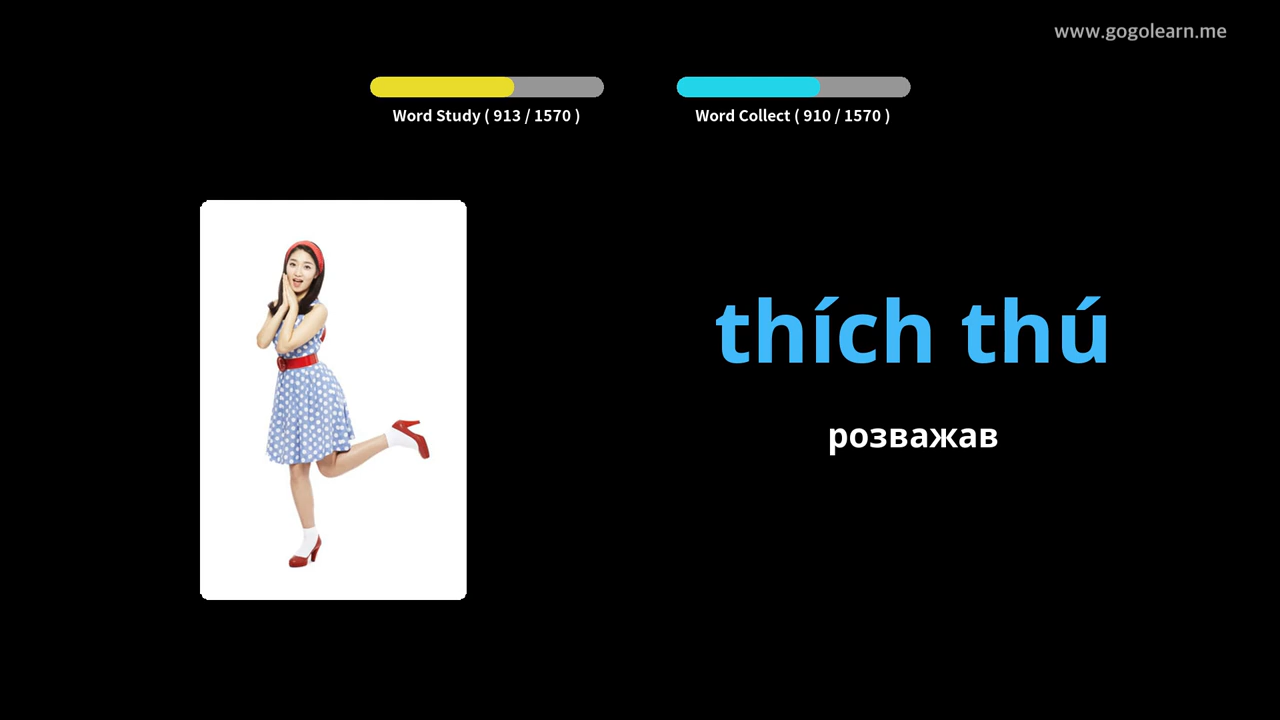 www.gogolearn.me
Word Study ( 913 / 1570 )
Word Collect ( 910 / 1570 )
thích thú
розважав